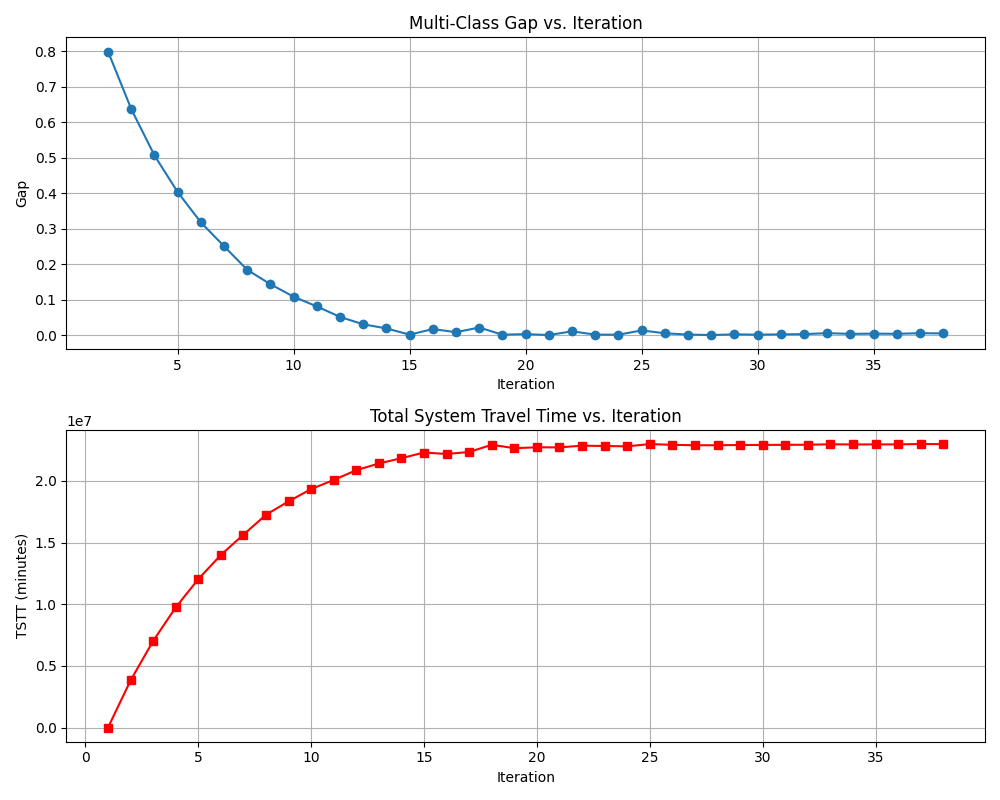 Multi-Class Gap vs. Iteration
0.8
0.7
0.6
0.5
0.4
0.3
0.2
0.1
0.0
Gap
5 10 15 20 25 30 35
Iteration
1e7
Total System Travel Time vs. Iteration
2.0
1.5
1.0
0.5
0.0
TSTT (minutes)
0 5 10 15 20 25 30 35
Iteration